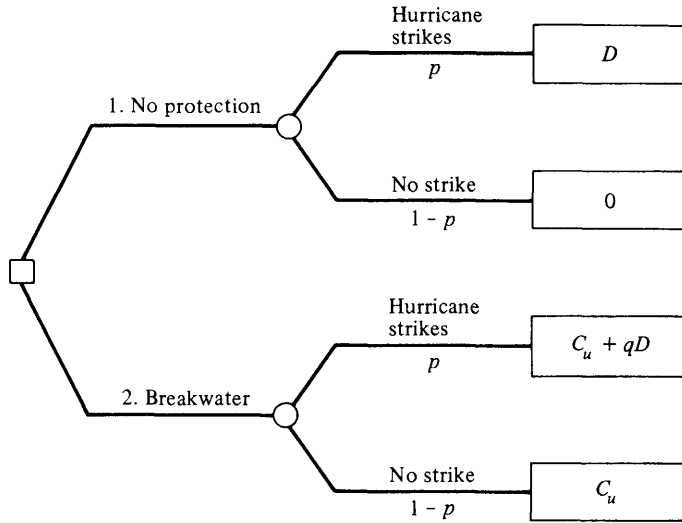 Hurricane
strikes
p
D
1. No protection
No strike
1 - p
0
Hurricane
strikes
p
C_u + qD
2. Breakwater
No strike
1 - p
C_u